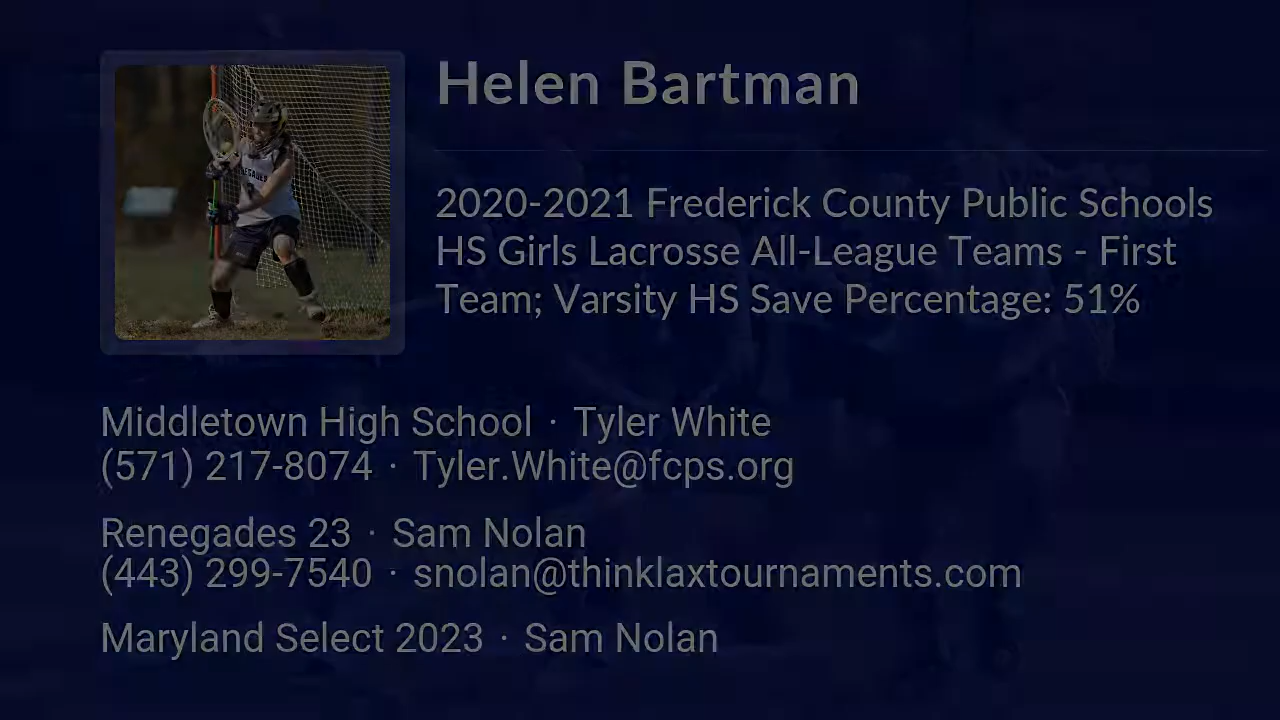 Helen Bartman
2020-2021 Frederick County Public Schools
HS Girls Lacrosse All-League Teams - First
Team; Varsity HS Save Percentage: 51%
Middletown High School · Tyler White
(571) 217-8074 · Tyler.White@fcps.org
Renegades 23 · Sam Nolan
(443) 299-7540 · snolan@thinklaxtournaments.com
Maryland Select 2023 · Sam Nolan